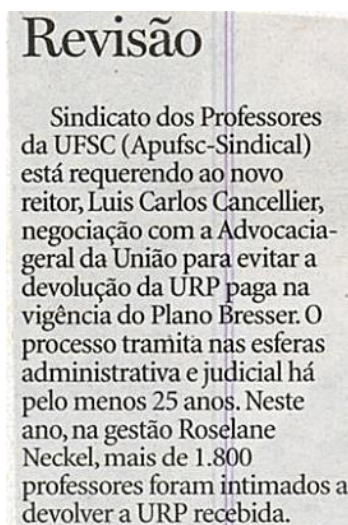 Revisão
Sindicato dos Professores
da UFSC (Apufsc-Sindical)
está requerendo ao novo
reitor, Luis Carlos Cancellier,
negociação com a Advocacia-
geral da União para evitar a
devolução da URP paga na
vigência do Plano Bresser. O
processo tramita nas esferas
administrativa e judicial há
pelo menos 25 anos. Neste
ano, na gestão Roselane
Neckel, mais de 1.800
professores foram intimados a
devolver a URP recebida.